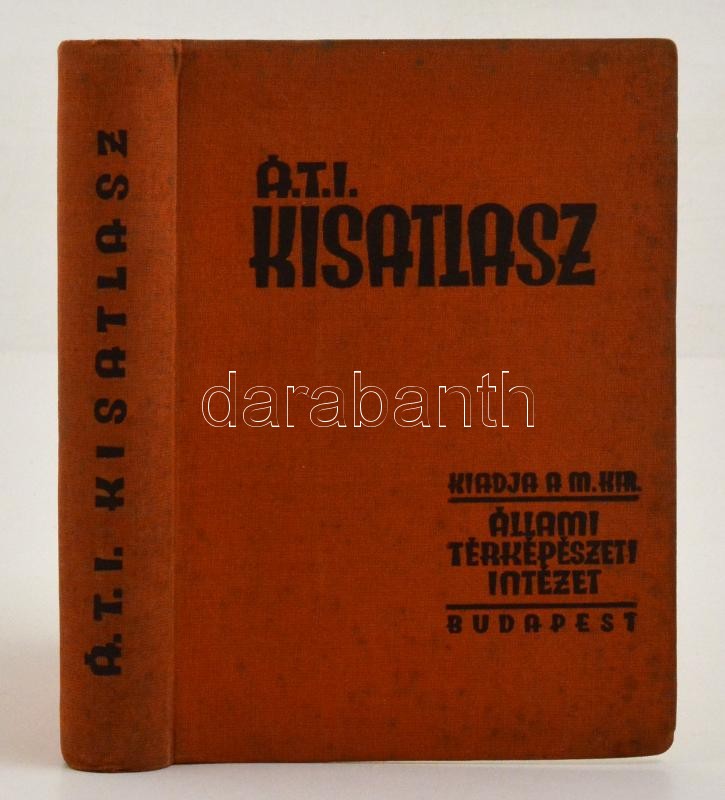 Á.T.I. KISATLASZ
Á.T.I.
KISATLASZ
darabanth
KIADJA A M. KIR.
ÁLLAMI
TÉRKÉPÉSZETI
INTÉZET
BUDAPEST